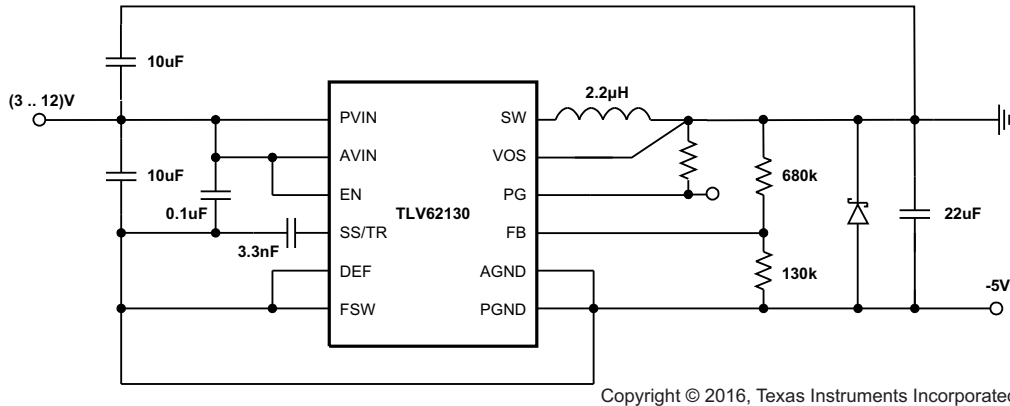 10uF
(3 .. 12)V
10uF
0.1uF
3.3nF
PVIN
AVIN
EN
SS/TR
DEF
FSW
TLV62130
SW
VOS
PG
FB
AGND
PGND
2.2µH
680k
130k
22uF
-5V
Copyright © 2016, Texas Instruments Incorporated